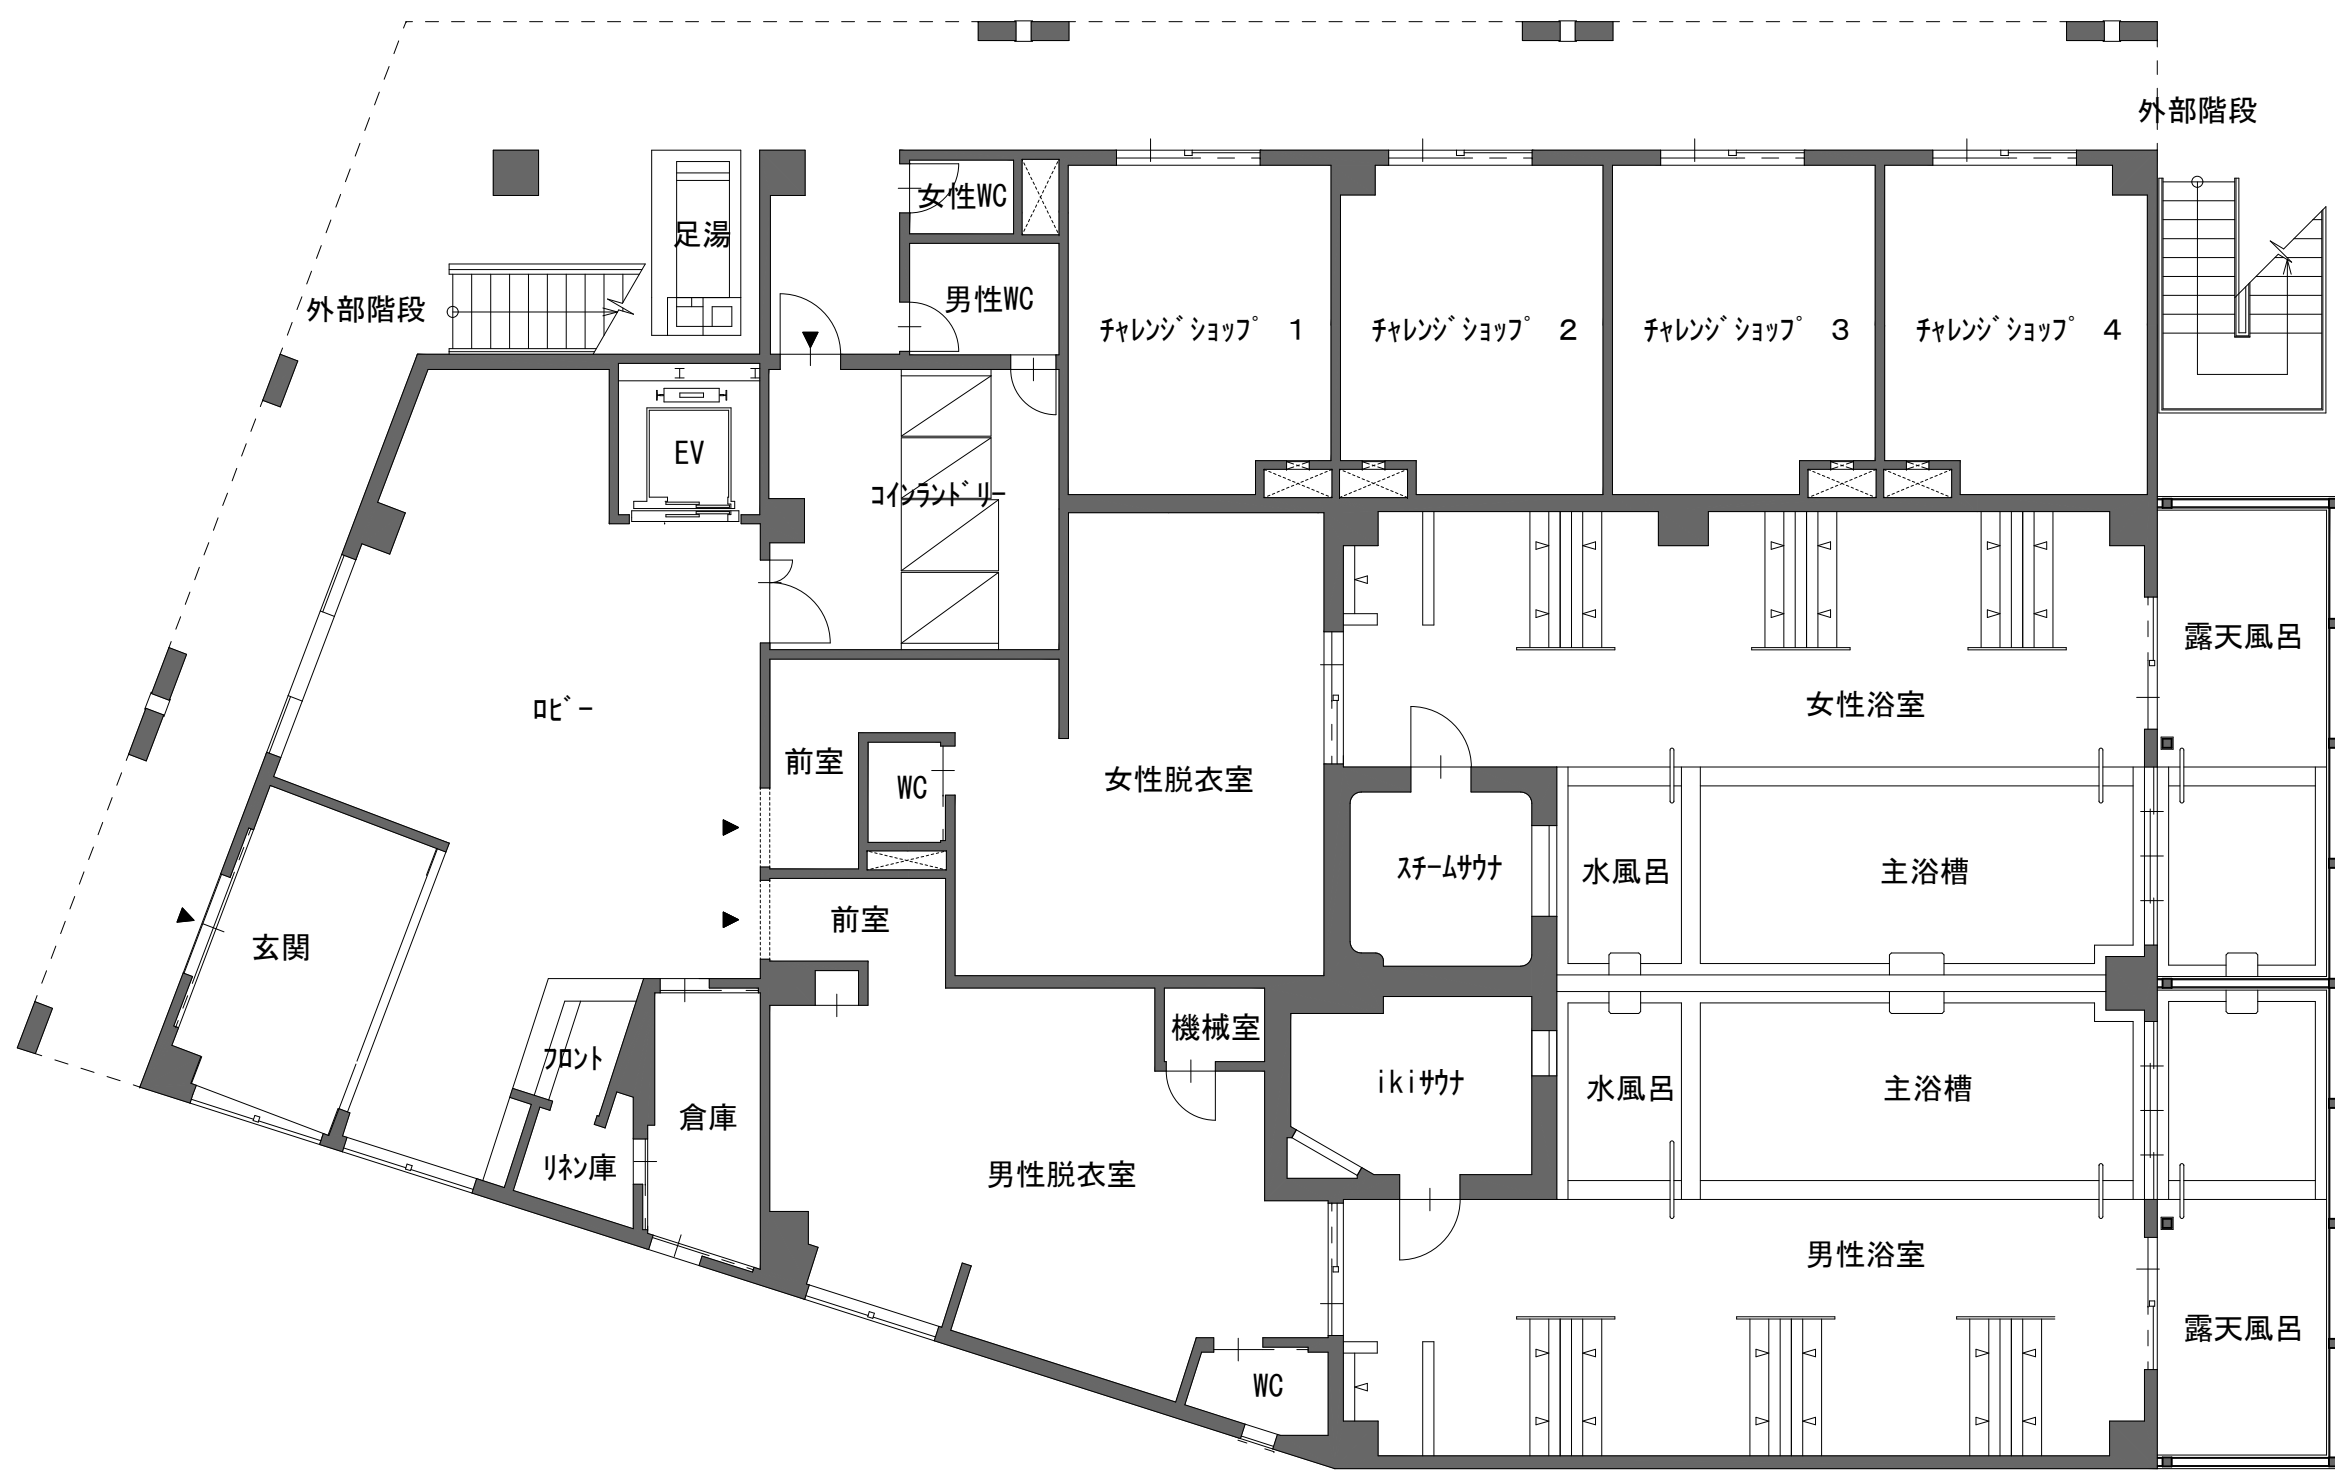 外部階段
女性WC
足湯
男性WC
外部階段
ﾁｬﾚﾝｼﾞｼｮｯﾌﾟ 1
ﾁｬﾚﾝｼﾞｼｮｯﾌﾟ 2
ﾁｬﾚﾝｼﾞｼｮｯﾌﾟ 3
ﾁｬﾚﾝｼﾞｼｮｯﾌﾟ 4
EV
ｺｲﾝﾗﾝﾄﾞﾘｰ
露天風呂
ﾛﾋﾞｰ
女性浴室
前室
女性脱衣室
WC
ｽﾁｰﾑｻｳﾅ
水風呂
主浴槽
前室
玄関
機械室
ﾌﾛﾝﾄ
ikiｻｳﾅ
水風呂
主浴槽
倉庫
ﾘﾈﾝ庫
男性脱衣室
男性浴室
露天風呂
WC